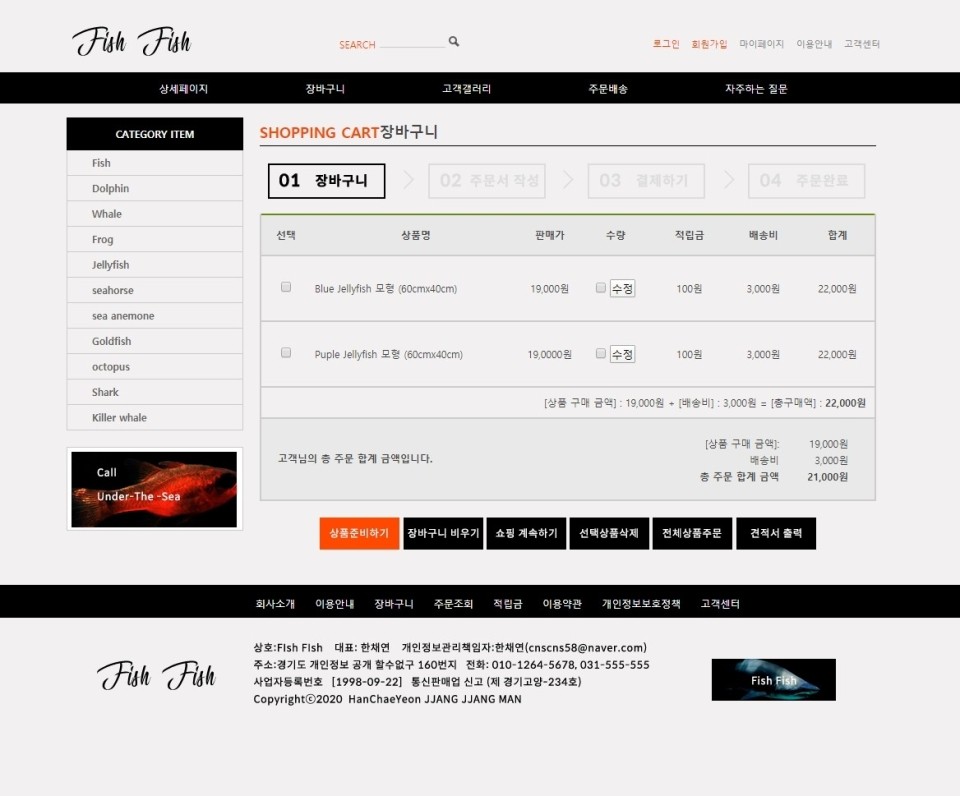 Fish Fish
SEARCH
로그인 회원가입 마이페이지 이용안내 고객센터
상세페이지 장바구니 고객갤러리 주문배송 자주하는 질문
CATEGORY ITEM
Fish
Dolphin
Whale
Frog
Jellyfish
seahorse
sea anemone
Goldfish
octopus
Shark
Killer whale
Call
Under-The -Sea
SHOPPING CART장바구니
01 장바구니 02 주문서 작성 03 결제하기 04 주문완료
선택 상품명 판매가 수량 적립금 배송비 합계
Blue Jellyfish 모형 (60cmx40cm) 19,000원 수정 100원 3,000원 22,000원
Puple Jellyfish 모형 (60cmx40cm) 19,0000원 수정 100원 3,000원 22,000원
[상품 구매 금액] : 19,000원 + [배송비] : 3,000원 = [총구매액] : 22,000원
고객님의 총 주문 합계 금액입니다.
[상품 구매 금액]: 19,000원
배송비 3,000원
총 주문 합계 금액 21,000원
상품준비하기 장바구니 비우기 쇼핑 계속하기 선택상품삭제 전체상품주문 견적서 출력
회사소개 이용안내 장바구니 주문조회 적립금 이용약관 개인정보보호정책 고객센터
Fish Fish
상호:FIsh FIsh 대표: 한채연 개인정보관리책임자:한채연(cnscns58@naver.com)
주소:경기도 개인정보 공개 할수없구 160번지 전화: 010-1264-5678, 031-555-555
사업자등록번호 [1998-09-22] 통신판매업 신고 (제 경기고양-234호)
Copyrightⓒ2020 HanChaeYeon JJANG JJANG MAN
Fish FIsh